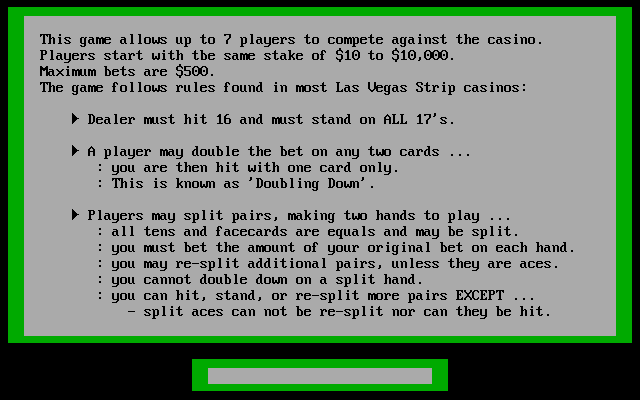 This game allows up to 7 players to compete against the casino.
Players start with tbe same stake of $10 to $10,000.
Maximum bets are $500.
The game follows rules found in most Las Vegas Strip casinos:
Dealer must hit 16 and must stand on ALL 17's.
A player may double the bet on any two cards ...
: you are then hit with one card only.
: This is known as 'Doubling Down'.
Players may split pairs, making two hands to play ...
: all tens and facecards are equals and may be split.
: you must bet the amount of your original bet on each hand.
: you may re-split additional pairs, unless they are aces.
: you cannot double down on a split hand.
: you can hit, stand, or re-split more pairs EXCEPT ...
- split aces can not be re-split nor can they be hit.